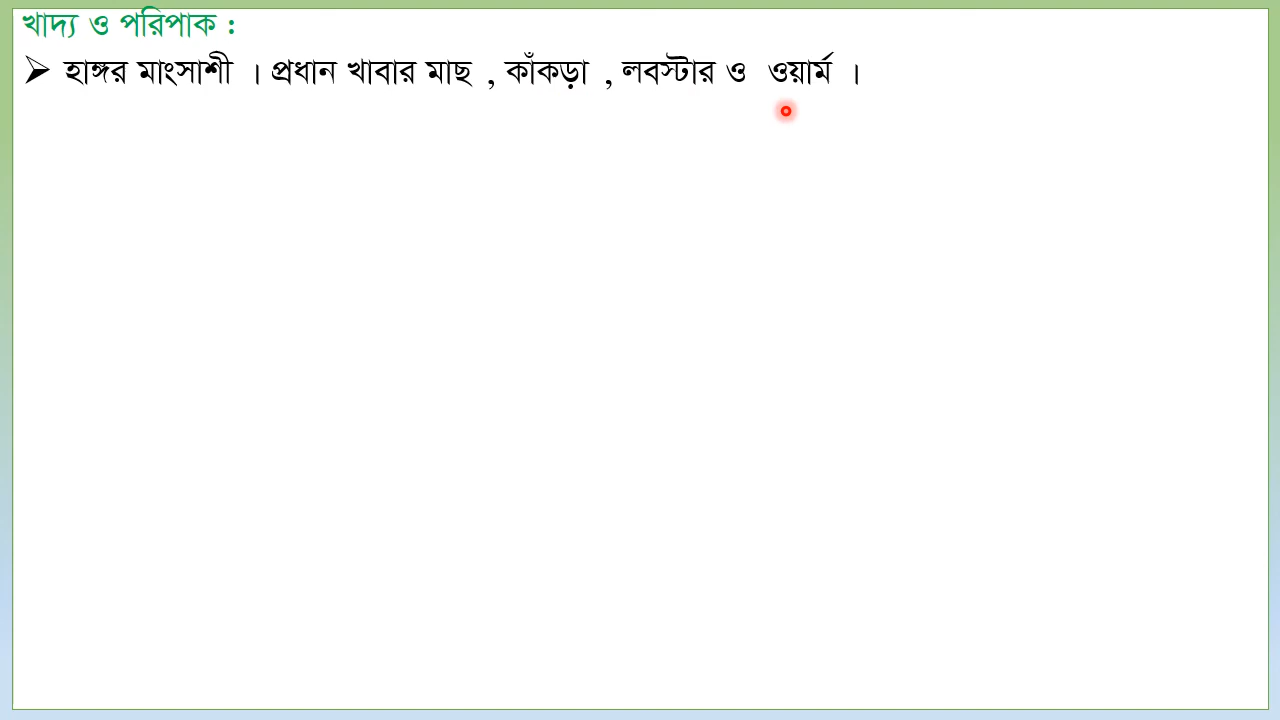 খাদ্য ও পরিপাক :
➢ হাঙ্গর মাংসাশী । প্রধান খাবার মাছ , কাঁকড়া , লবস্টার ও ওয়ার্ম ।